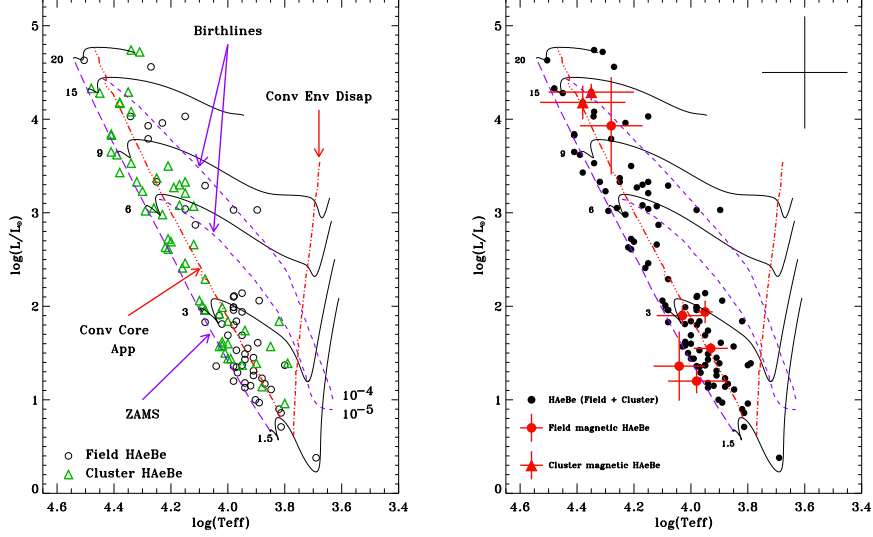 Birthlines
Conv Env Disap
20
15
9
6
3
1.5
Conv Core
App
ZAMS
10⁻⁴
10⁻⁵
Field HAeBe
Cluster HAeBe
5
4
3
2
1
0
log(L/L⊙)
4.6 4.4 4.2 4.0 3.8 3.6 3.4
log(Teff)
20
15
9
6
3
1.5
HAeBe (Field + Cluster)
Field magnetic HAeBe
Cluster magnetic HAeBe
5
4
3
2
1
0
log(L/L⊙)
4.6 4.4 4.2 4.0 3.8 3.6 3.4
log(Teff)